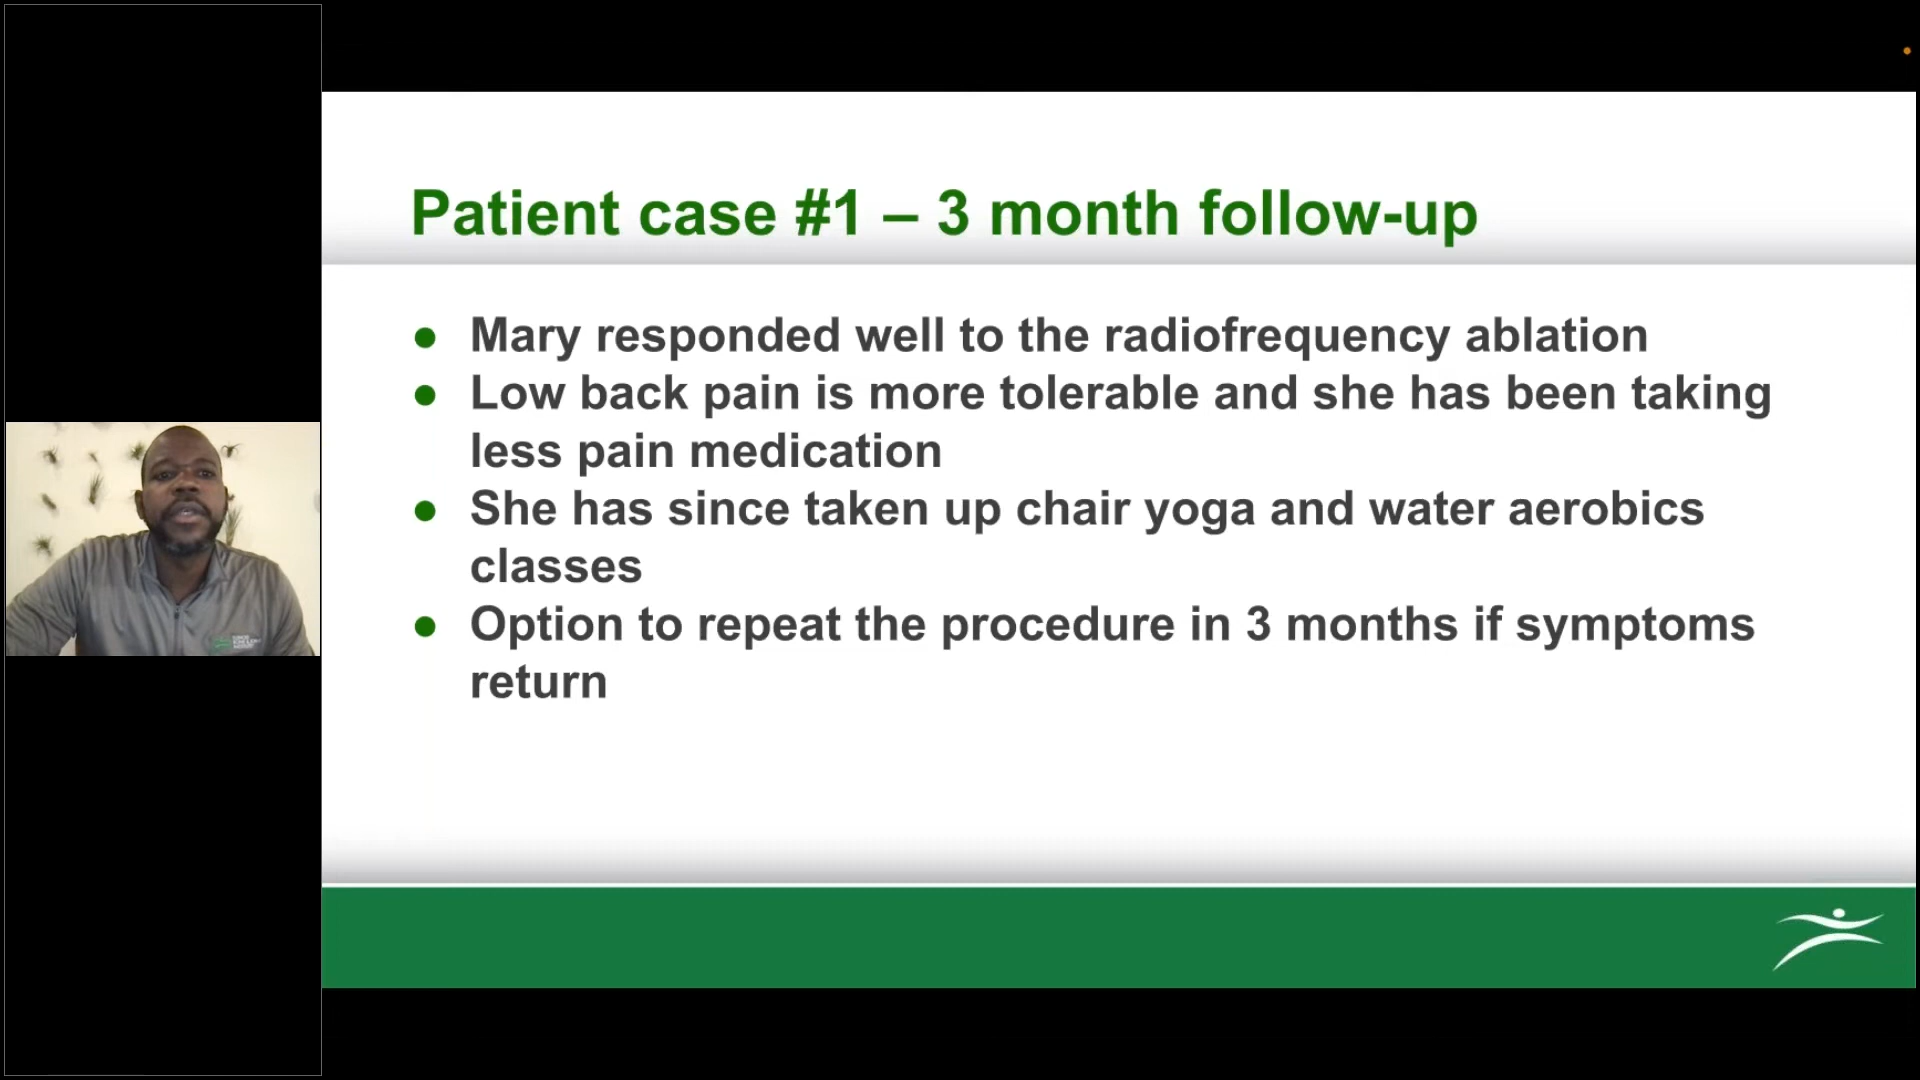 Patient case #1 – 3 month follow-up
● Mary responded well to the radiofrequency ablation
● Low back pain is more tolerable and she has been taking
less pain medication
● She has since taken up chair yoga and water aerobics
classes
● Option to repeat the procedure in 3 months if symptoms
return